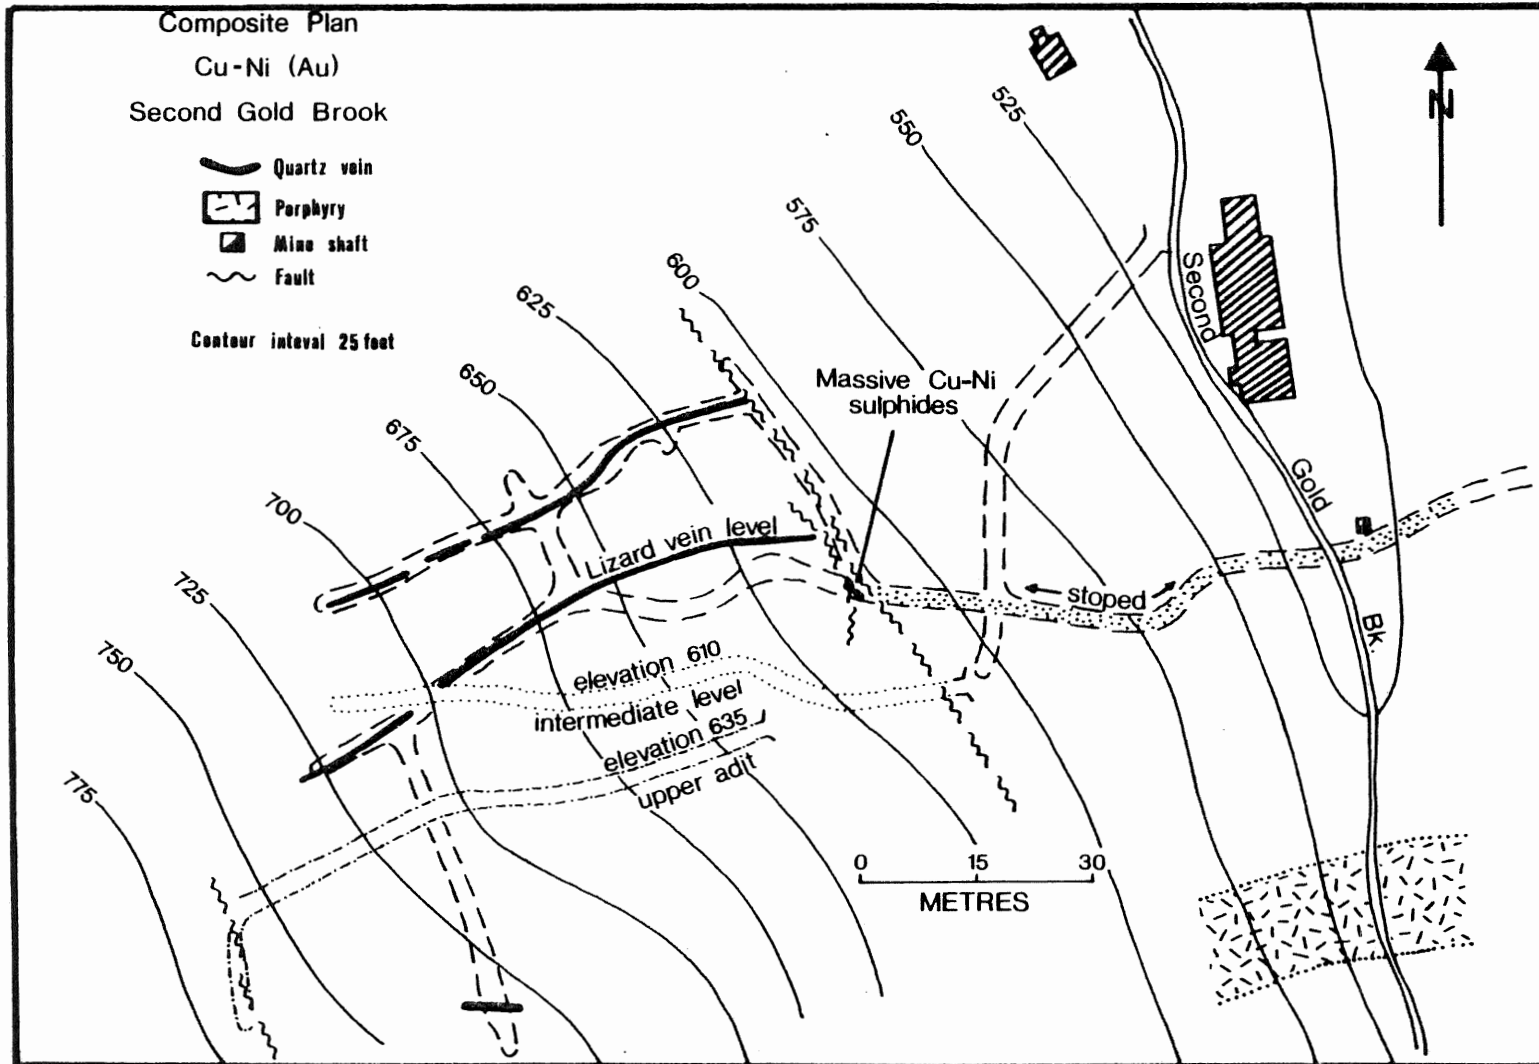 Composite Plan
Cu-Ni (Au)
Second Gold Brook
Quartz vein
Porphyry
Mine shaft
Fault
Contour inteval 25 feet
N
525
550
575
600
625
650
675
700
725
750
775
Second
Gold
Bk.
Massive Cu-Ni
sulphides
Lizard vein level
stoped
elevation 610
intermediate level
elevation 635
upper adit
0 15 30
METRES